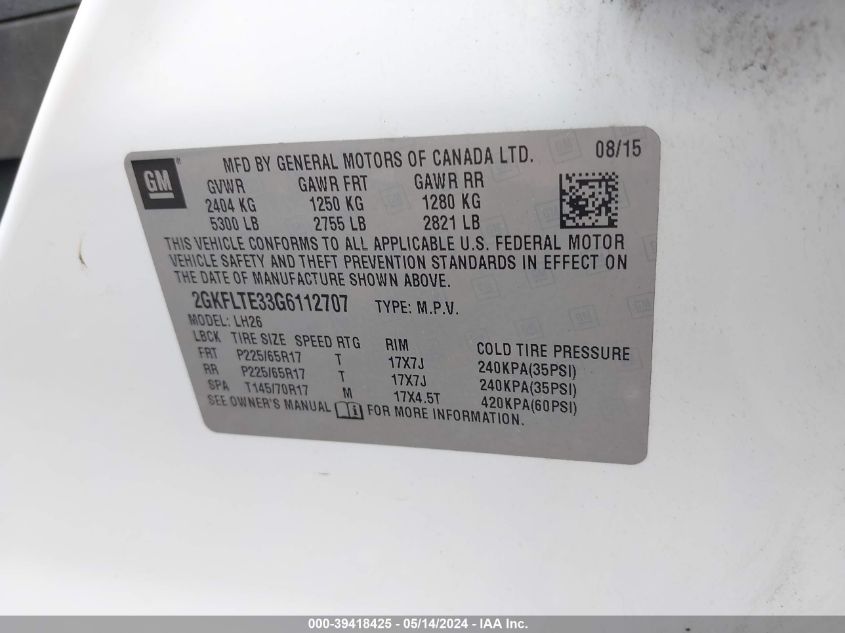 GM
MFD BY GENERAL MOTORS OF CANADA LTD. 08/15
GVWR GAWR FRT GAWR RR
2404 KG 1250 KG 1280 KG
5300 LB 2755 LB 2821 LB
THIS VEHICLE CONFORMS TO ALL APPLICABLE U.S. FEDERAL MOTOR
VEHICLE SAFETY AND THEFT PREVENTION STANDARDS IN EFFECT ON
THE DATE OF MANUFACTURE SHOWN ABOVE.
2GKFLTE33G6112707 TYPE: M.P.V.
MODEL: LH26
LBCK TIRE SIZE SPEED RTG RIM COLD TIRE PRESSURE
FRT P225/65R17 T 17X7J 240KPA(35PSI)
RR P225/65R17 T 17X7J 240KPA(35PSI)
SPA T145/70R17 M 17X4.5T 420KPA(60PSI)
SEE OWNER'S MANUAL FOR MORE INFORMATION.
000-39418425 - 05/14/2024 - IAA Inc.